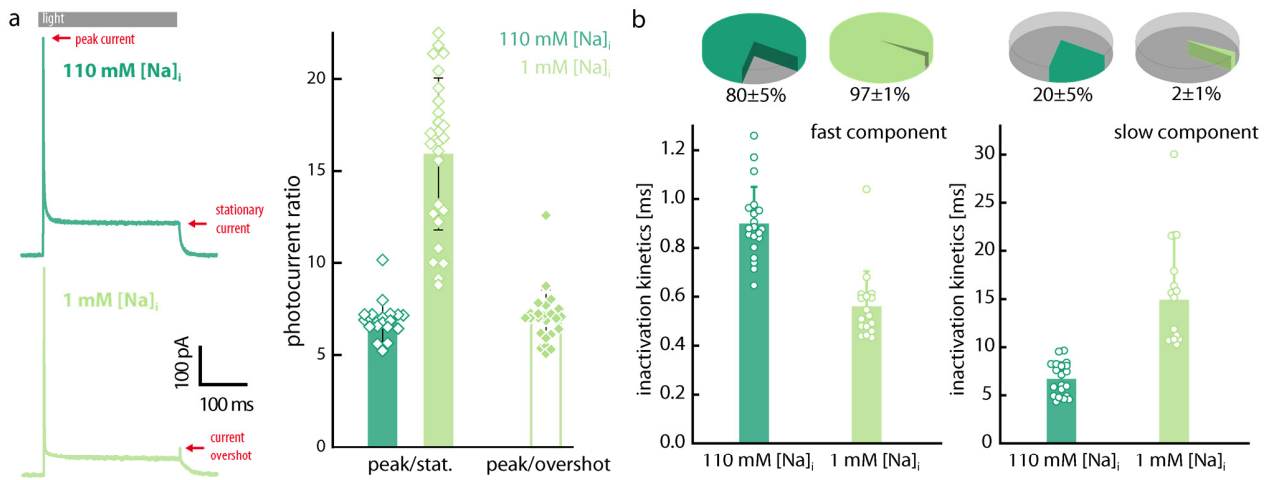 a
light
peak current
110 mM [Na]i
stationary
current
1 mM [Na]i
100 pA
100 ms
current
overshot
photocurrent ratio
20
15
10
5
0
110 mM [Na]i
1 mM [Na]i
peak/stat.
peak/overshot
b
80±5%
97±1%
20±5%
2±1%
fast component
inactivation kinetics [ms]
1.2
1.0
0.8
0.6
0.4
0.2
0.0
110 mM [Na]i
1 mM [Na]i
slow component
inactivation kinetics [ms]
30
25
20
15
10
5
0
110 mM [Na]i
1 mM [Na]i